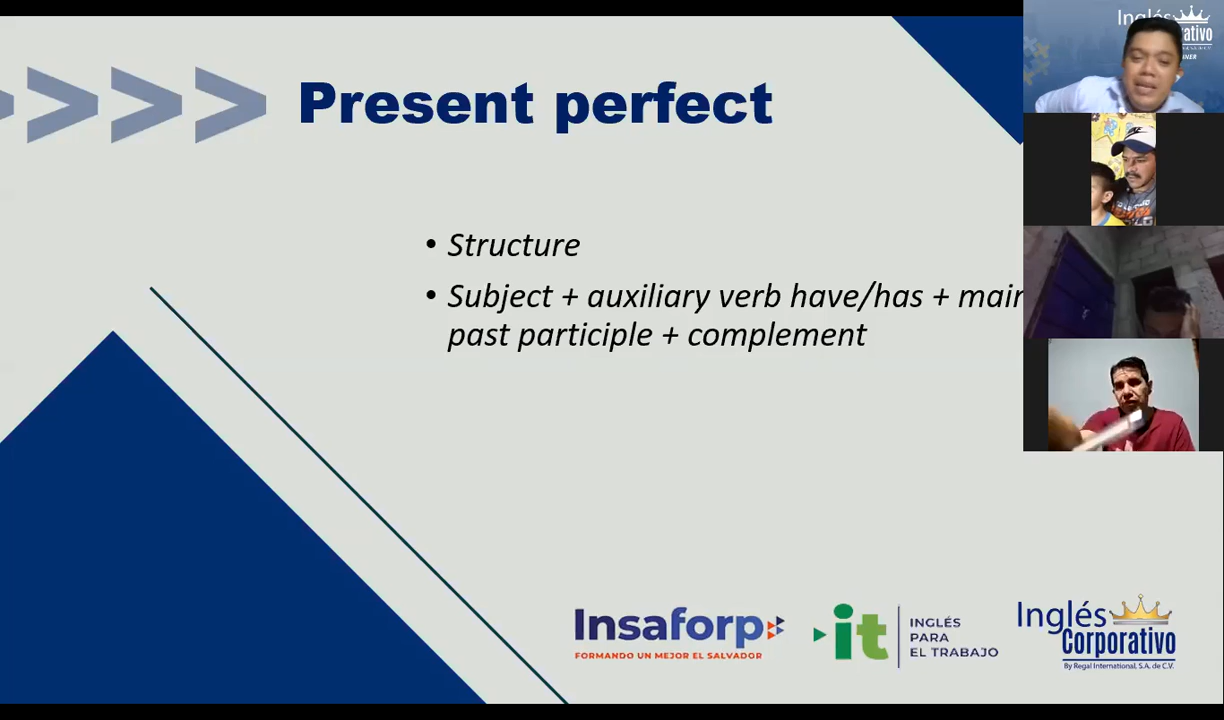 Present perfect
• Structure
• Subject + auxiliary verb have/has +
past participle + complement
Inglés
Insaforp
FORMANDO UN MEJOR EL SALVADOR
it
INGLÉS
PARA
EL TRABAJO
Inglés
Corporativo
By Regal International, S.A. de C.V.